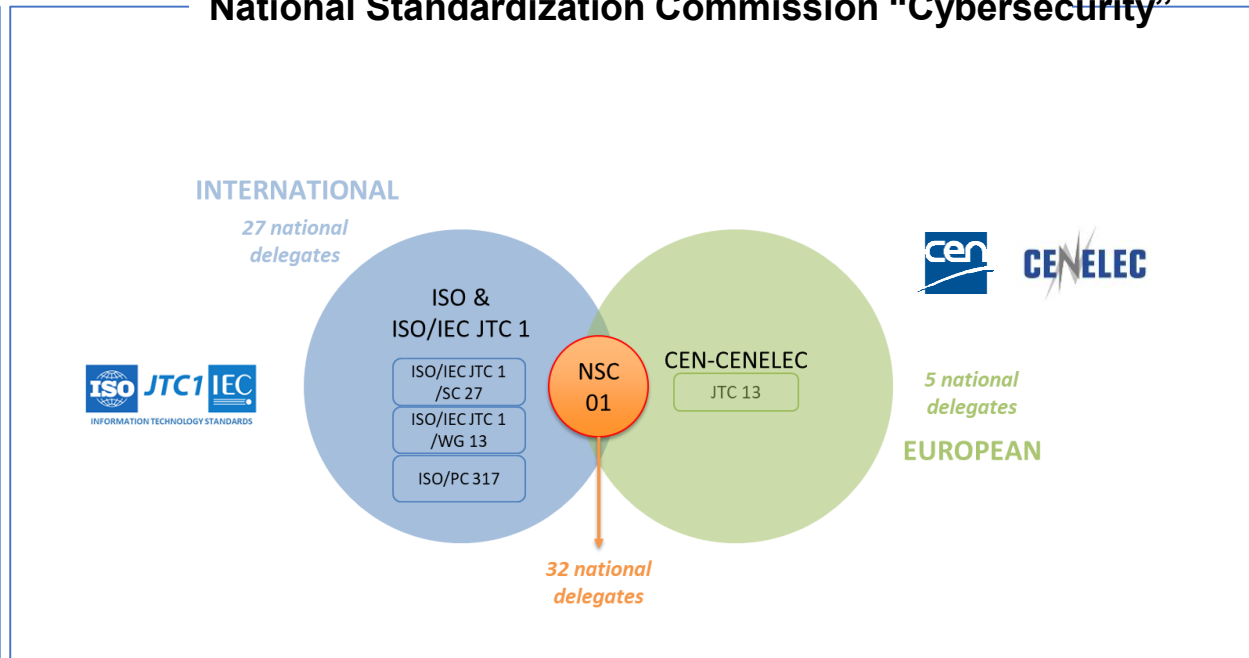 National Standardization Commission "Cybersecurity"
INTERNATIONAL
27 national
delegates
ISO &
ISO/IEC JTC 1
ISO/IEC JTC 1
/SC 27
ISO/IEC JTC 1
/WG 13
ISO/PC 317
ISO JTC1 IEC
INFORMATION TECHNOLOGY STANDARDS
NSC
01
CEN-CENELEC
JTC 13
cen
CENELEC
5 national
delegates
EUROPEAN
32 national
delegates